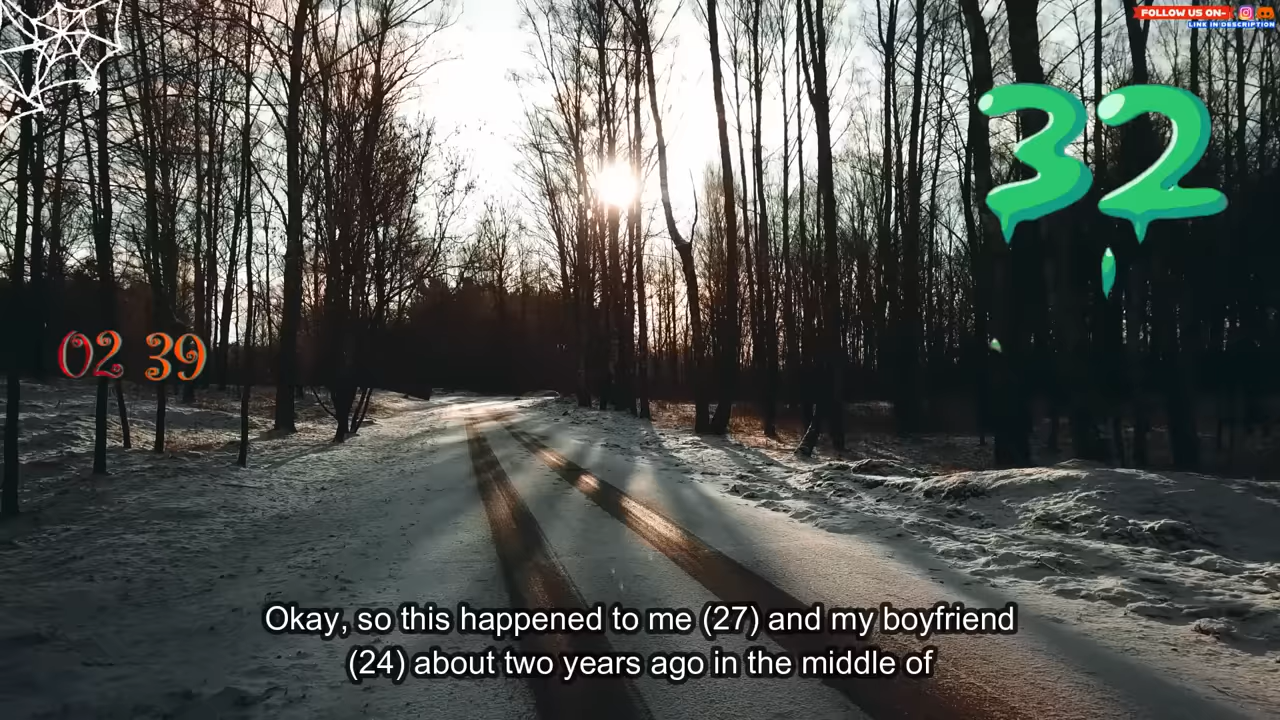 FOLLOW US ON-
LINK IN DESCRIPTION
32
02 39
Okay, so this happened to me (27) and my boyfriend
(24) about two years ago in the middle of